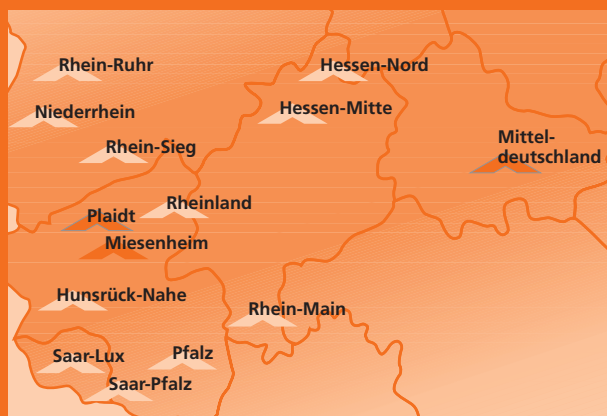 Rhein-Ruhr
Hessen-Nord
Niederrhein
Hessen-Mitte
Rhein-Sieg
Mittel-
deutschland
Rheinland
Plaidt
Miesenheim
Hunsrück-Nahe
Rhein-Main
Saar-Lux
Pfalz
Saar-Pfalz